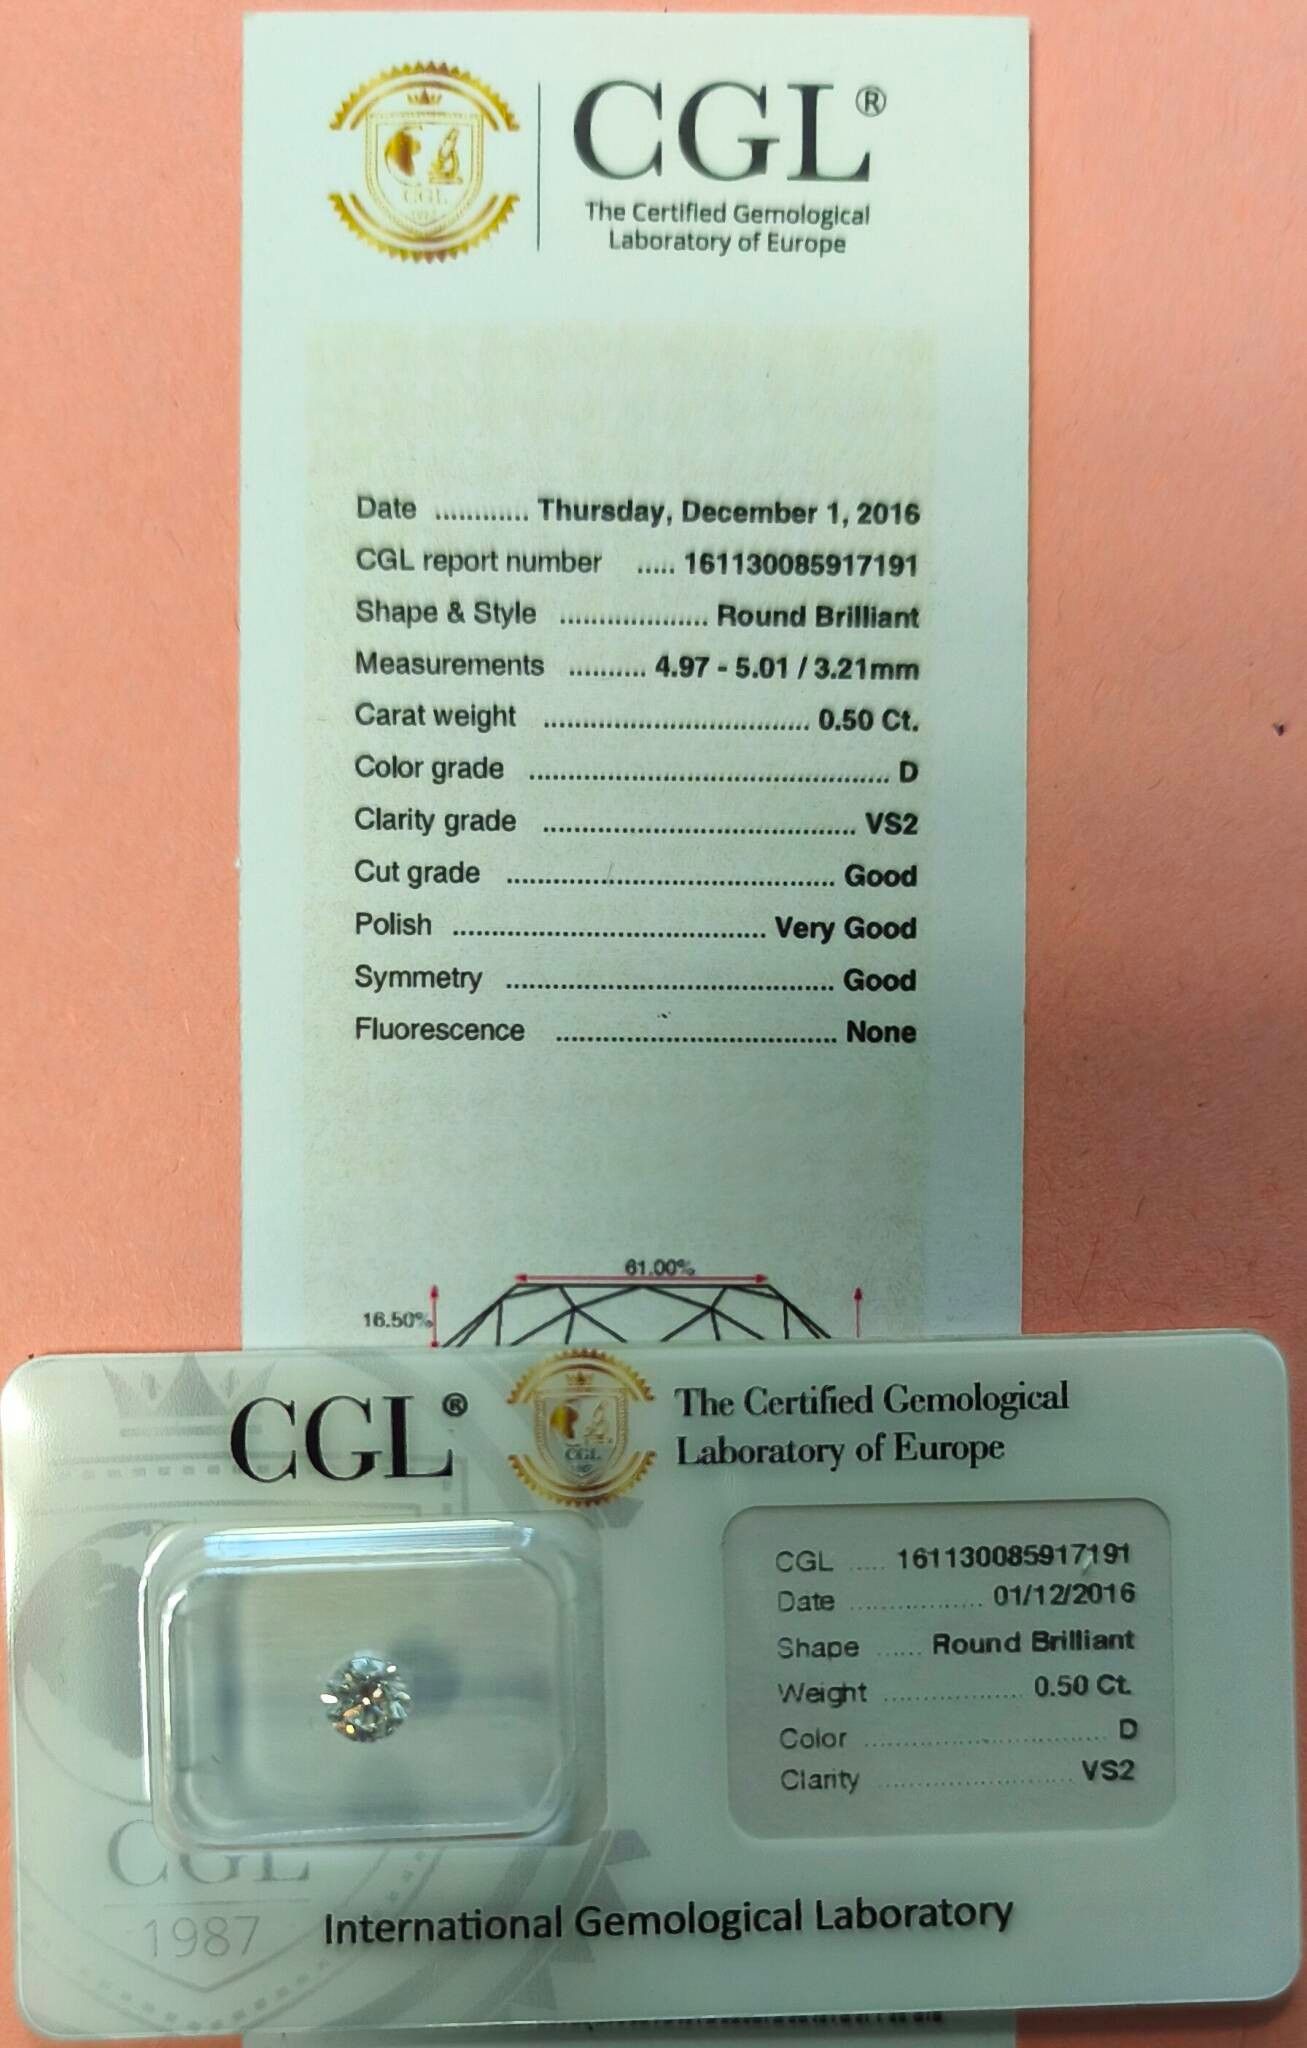 CGL®
The Certified Gemological
Laboratory of Europe
CGL
Date ............ Thursday, December 1, 2016
CGL report number ..... 161130085917191
Shape & Style ................... Round Brilliant
Measurements .......... 4.97 - 5.01 / 3.21mm
Carat weight .................................. 0.50 Ct.
Color grade .............................................. D
Clarity grade ........................................ VS2
Cut grade .......................................... Good
Polish ........................................ Very Good
Symmetry .......................................... Good
Fluorescence .................................... None
61.00%
16.50%
CGL®
CGL
The Certified Gemological
Laboratory of Europe
CGL ..... 161130085917191
Date ................. 01/12/2016
Shape ...... Round Brilliant
Weight .................. 0.50 Ct.
Color ................................ D
Clarity ......................... VS2
CGL
1987
International Gemological Laboratory